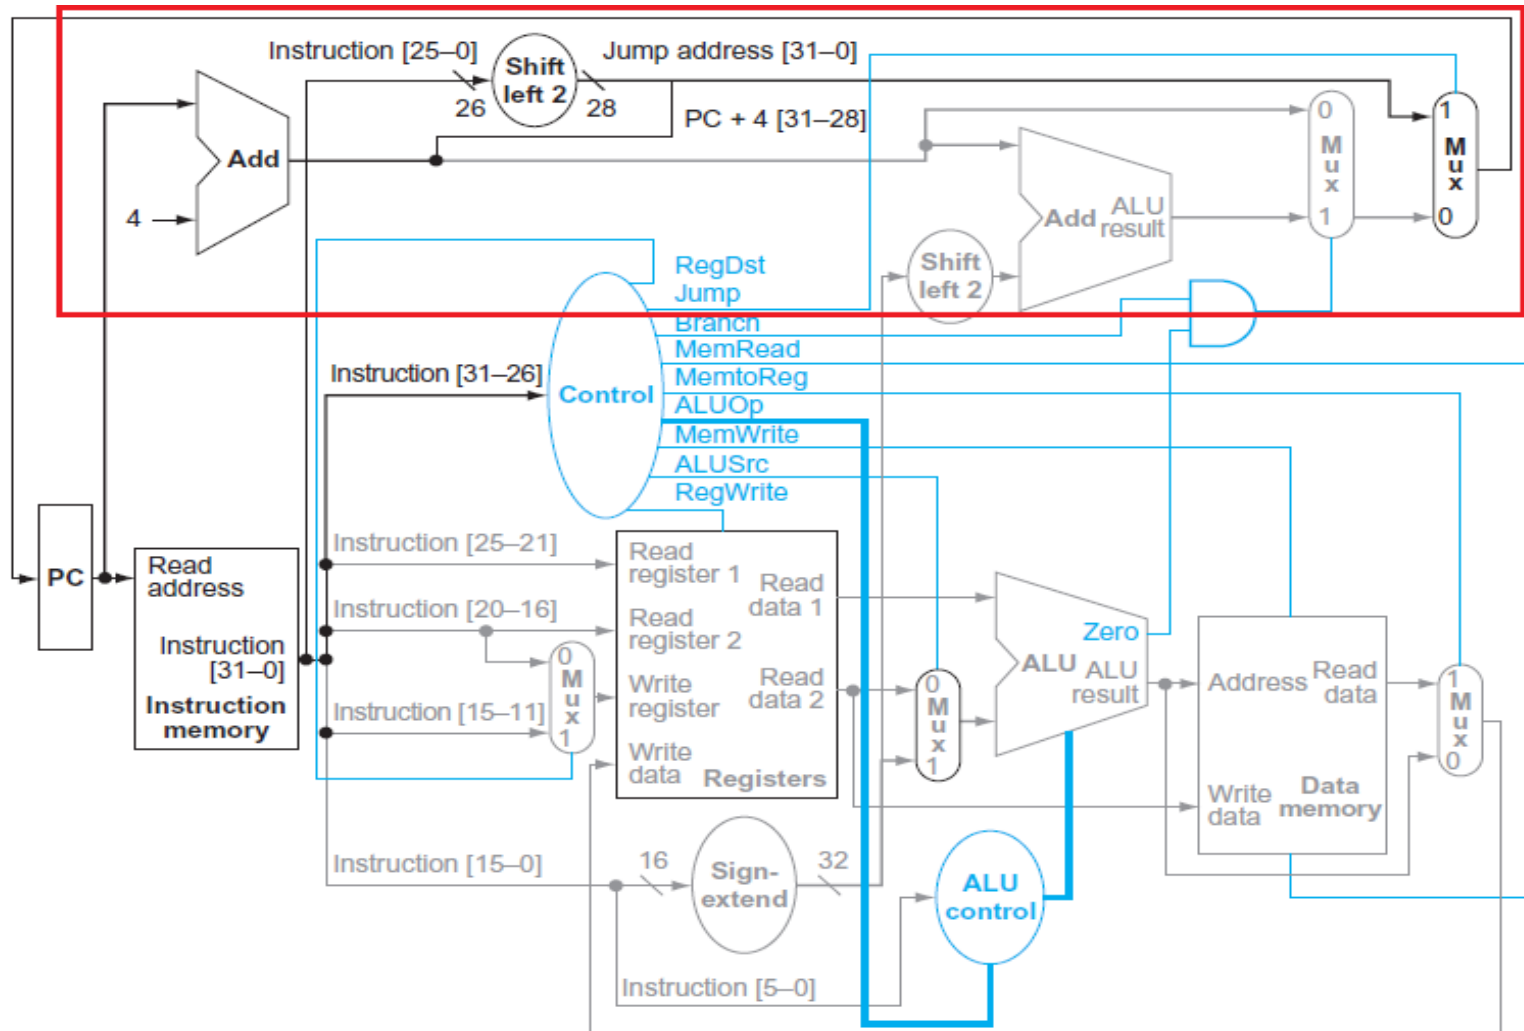 Instruction [25–0]
Shift
left 2
Jump address [31–0]
26
28
PC + 4 [31–28]
Add
4
0
M
u
x
1
1
M
u
x
0
Add
ALU
result
Shift
left 2
RegDst
Jump
Branch
MemRead
MemtoReg
ALUOp
MemWrite
ALUSrc
RegWrite
Instruction [31–26]
Control
PC
Read
address
Instruction
[31–0]
Instruction
memory
Instruction [25–21]
Instruction [20–16]
Instruction [15–11]
0
M
u
x
1
Read
register 1
Read
register 2
Write
register
Write
data
Read
data 1
Read
data 2
Registers
0
M
u
x
1
Zero
ALU
ALU
result
Address
Read
data
Write
data
Data
memory
1
M
u
x
0
Instruction [15–0]
16
Sign-
extend
32
ALU
control
Instruction [5–0]